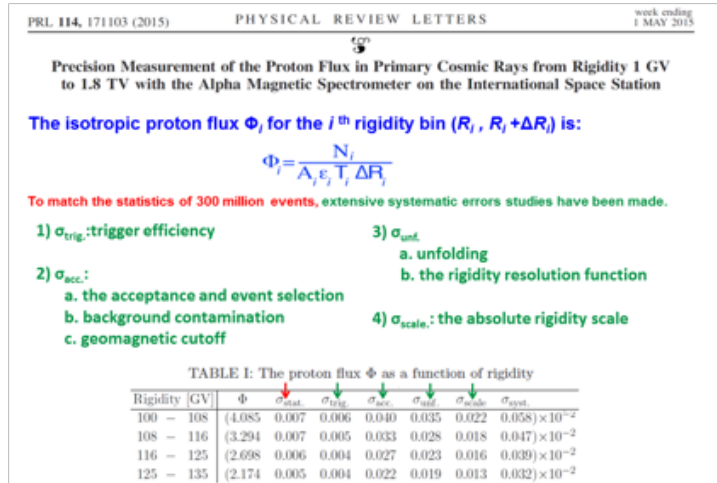 PRL 114, 171103 (2015) PHYSICAL REVIEW LETTERS week ending 1 MAY 2015
Precision Measurement of the Proton Flux in Primary Cosmic Rays from Rigidity 1 GV
to 1.8 TV with the Alpha Magnetic Spectrometer on the International Space Station
The isotropic proton flux Φi for the i th rigidity bin (Ri , Ri +ΔRi) is:
Φi= Ni / Ai εi Ti ΔRi
To match the statistics of 300 million events, extensive systematic errors studies have been made.
1) σtrig.:trigger efficiency
2) σacc.:
a. the acceptance and event selection
b. background contamination
c. geomagnetic cutoff
3) σunf.
a. unfolding
b. the rigidity resolution function
4) σscale.: the absolute rigidity scale
TABLE I: The proton flux Φ as a function of rigidity
Rigidity [GV] Φ σstat. σtrig. σacc. σunf. σscale σsyst.
100 – 108 (4.085 0.007 0.006 0.040 0.035 0.022 0.058)×10−2
108 – 116 (3.294 0.007 0.005 0.033 0.028 0.018 0.047)×10−2
116 – 125 (2.698 0.006 0.004 0.027 0.023 0.016 0.039)×10−2
125 – 135 (2.174 0.005 0.004 0.022 0.019 0.013 0.032)×10−2